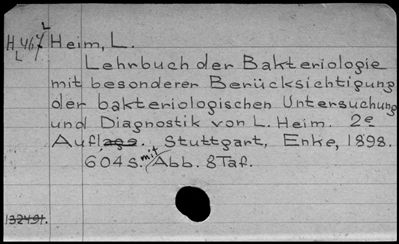 H 467 Heim, L.
L
Lehrbuch der Bakteriologie
mit besonderer Berücksichtigung
der bakteriologischen Untersuchung
und Diagnostik von L. Heim. 2e
Aufl. Stuttgart, Enke, 1898.
604 S. mit Abb. 8 Taf.
132491.